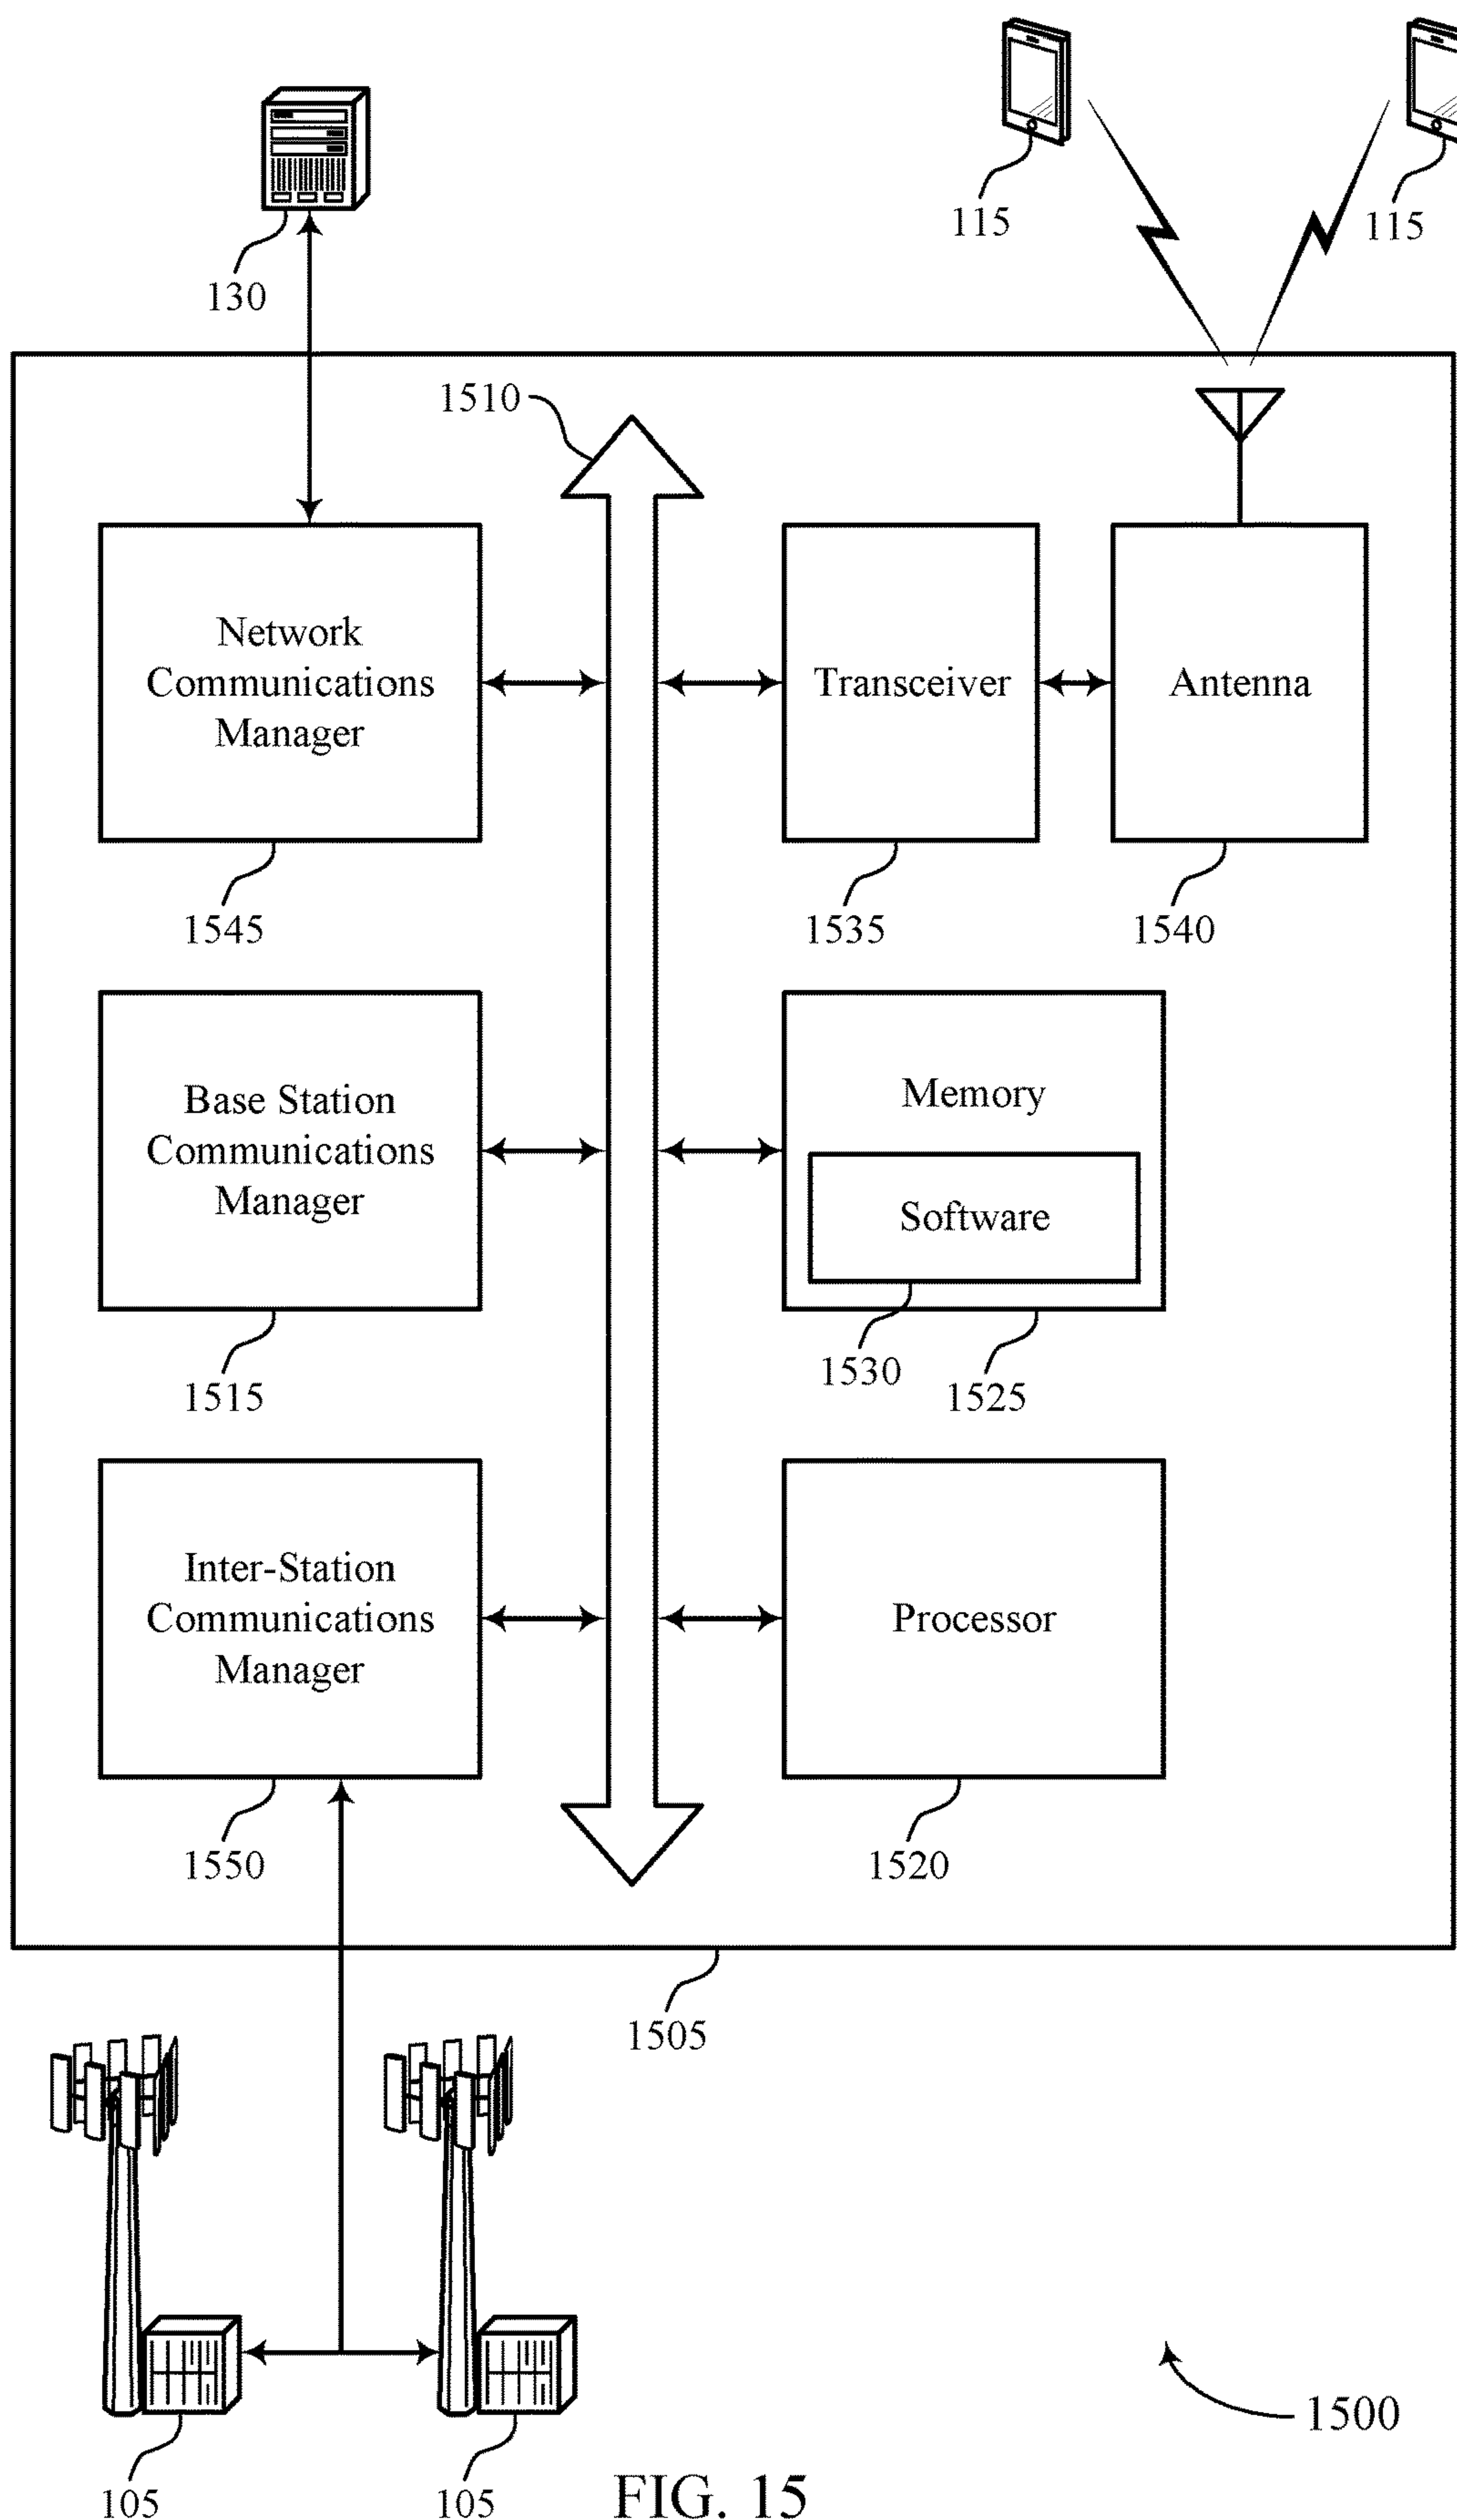 115
115
130
1510
Network
Communications
Manager
Transceiver
Antenna
1545
1535
1540
Base Station
Communications
Manager
Memory
Software
1530
1525
1515
Inter-Station
Communications
Manager
Processor
1550
1520
1505
1500
105
105
FIG. 15